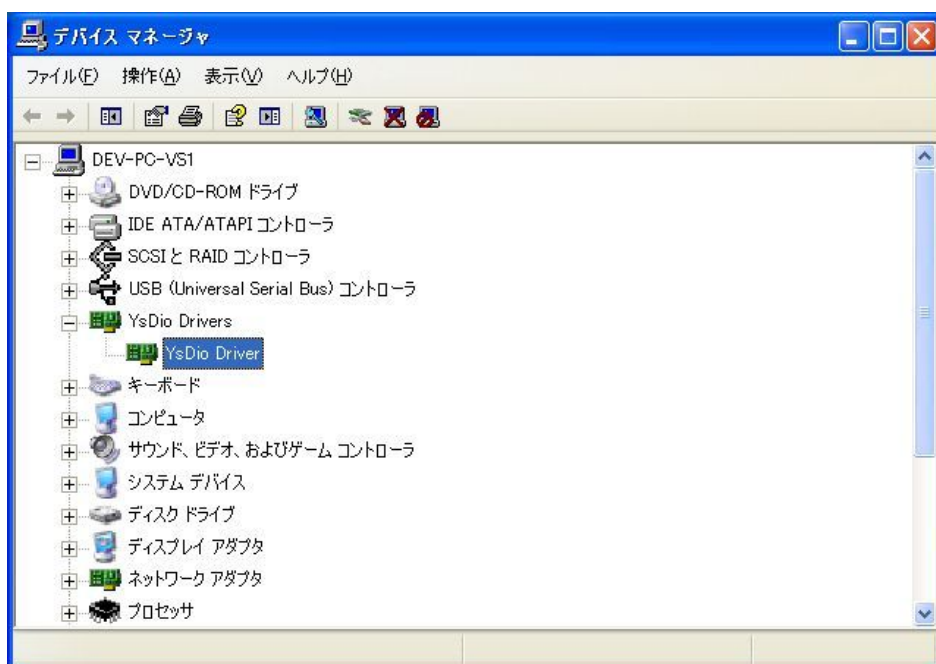 デバイス マネージャ
ファイル(F) 操作(A) 表示(V) ヘルプ(H)
DEV-PC-VS1
DVD/CD-ROM ドライブ
IDE ATA/ATAPI コントローラ
SCSI と RAID コントローラ
USB (Universal Serial Bus) コントローラ
YsDio Drivers
YsDio Driver
キーボード
コンピュータ
サウンド、ビデオ、およびゲーム コントローラ
システム デバイス
ディスク ドライブ
ディスプレイ アダプタ
ネットワーク アダプタ
プロセッサ